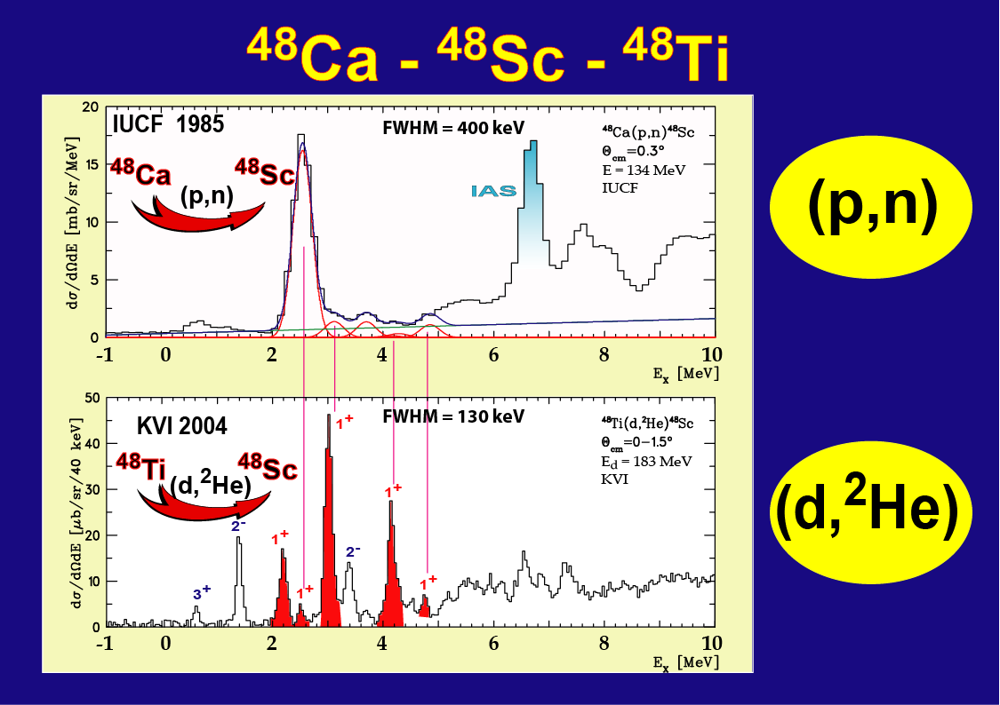 ⁴⁸Ca - ⁴⁸Sc - ⁴⁸Ti
IUCF 1985
FWHM = 400 keV
⁴⁸Ca(p,n)⁴⁸Sc
Θcm=0.3°
E = 134 MeV
IUCF
⁴⁸Ca
(p,n)
⁴⁸Sc
IAS
dσ/dΩdE [mb/sr/MeV]
20
15
10
5
0
-1 0 2 4 6 8 10
Eₓ [MeV]
(p,n)
KVI 2004
FWHM = 130 keV
⁴⁸Ti(d,²He)⁴⁸Sc
Θcm=0−1.5°
Ed = 183 MeV
KVI
⁴⁸Ti
(d,²He)
⁴⁸Sc
dσ/dΩdE [μb/sr/40 keV]
50
40
30
20
10
0
3⁺
2⁻
1⁺
1⁺
1⁺
2⁻
1⁺
1⁺
-1 0 2 4 6 8 10
Eₓ [MeV]
(d,²He)